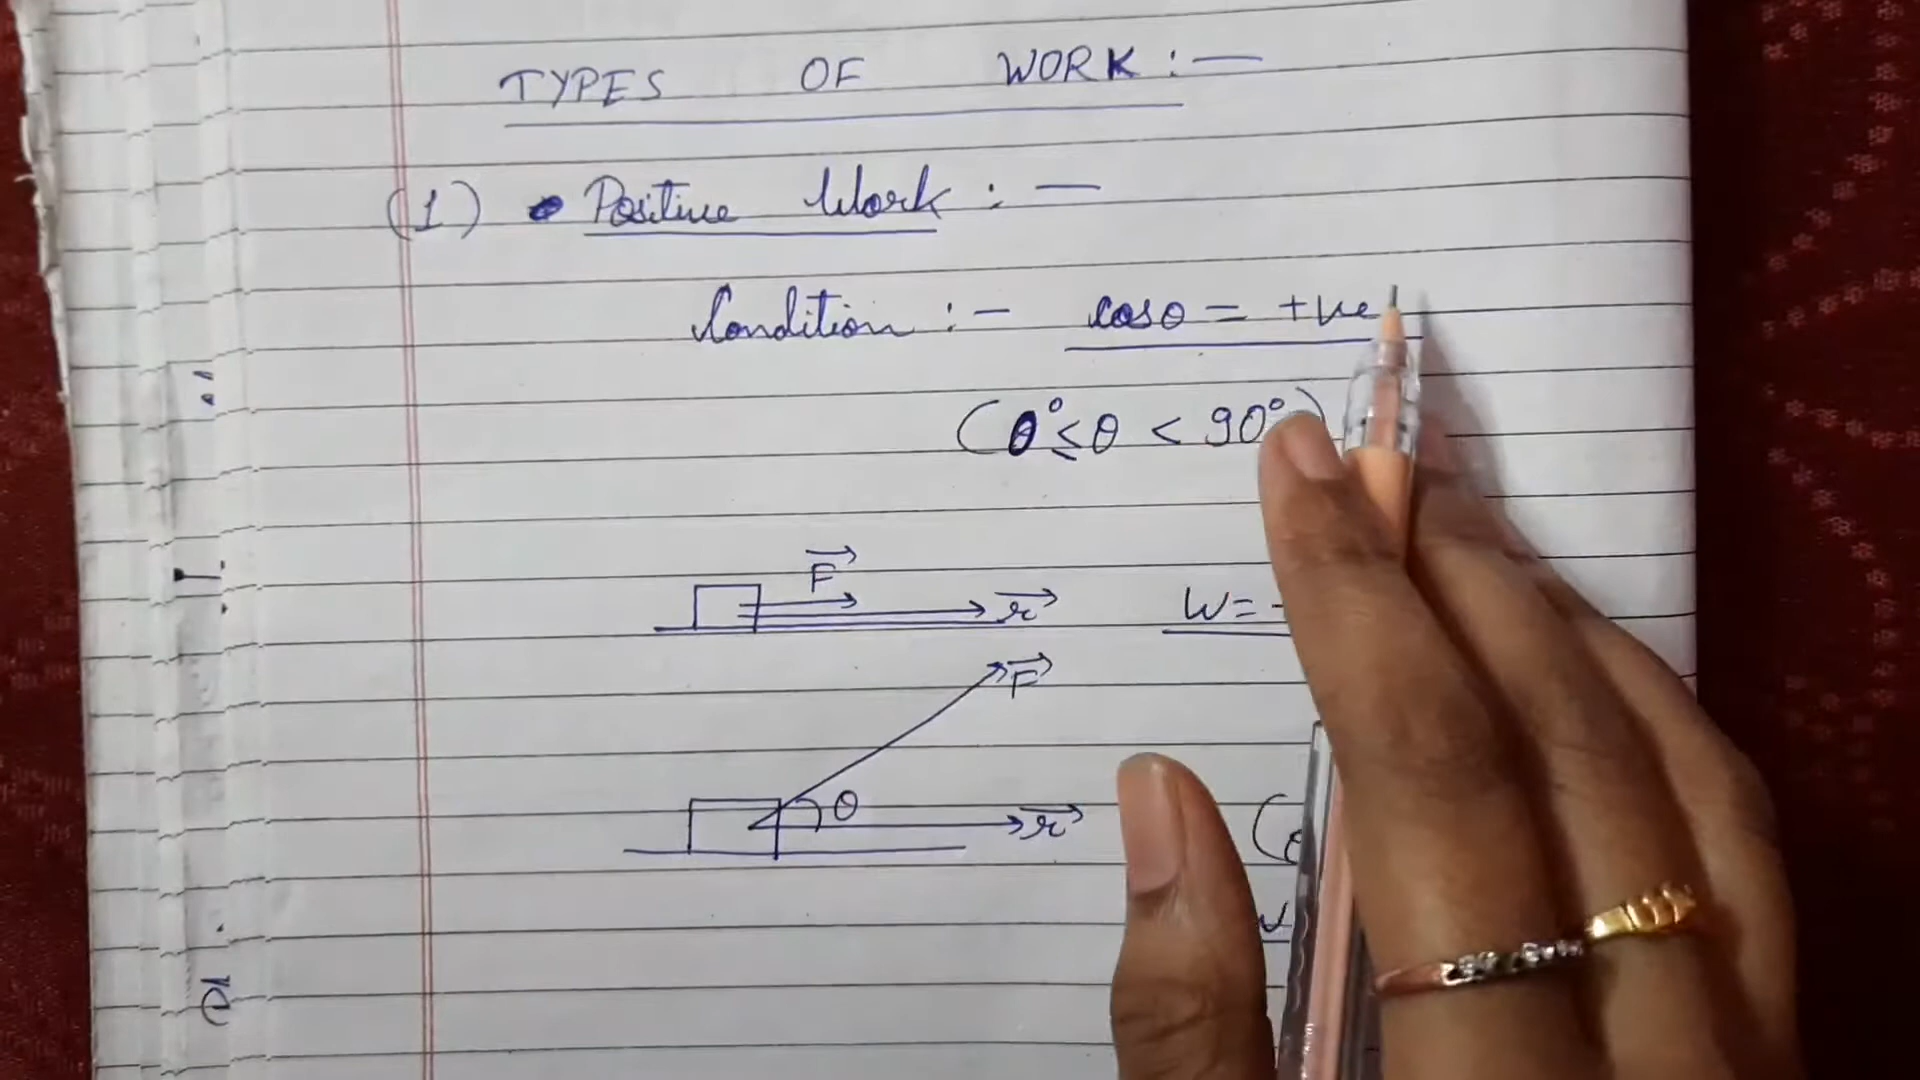 TYPES OF WORK :—
(1) Positive Work :—
Condition :- cosθ = +ve
(0° ≤ θ < 90°)
F⃗
r⃗ W =
F⃗
θ
r⃗ (